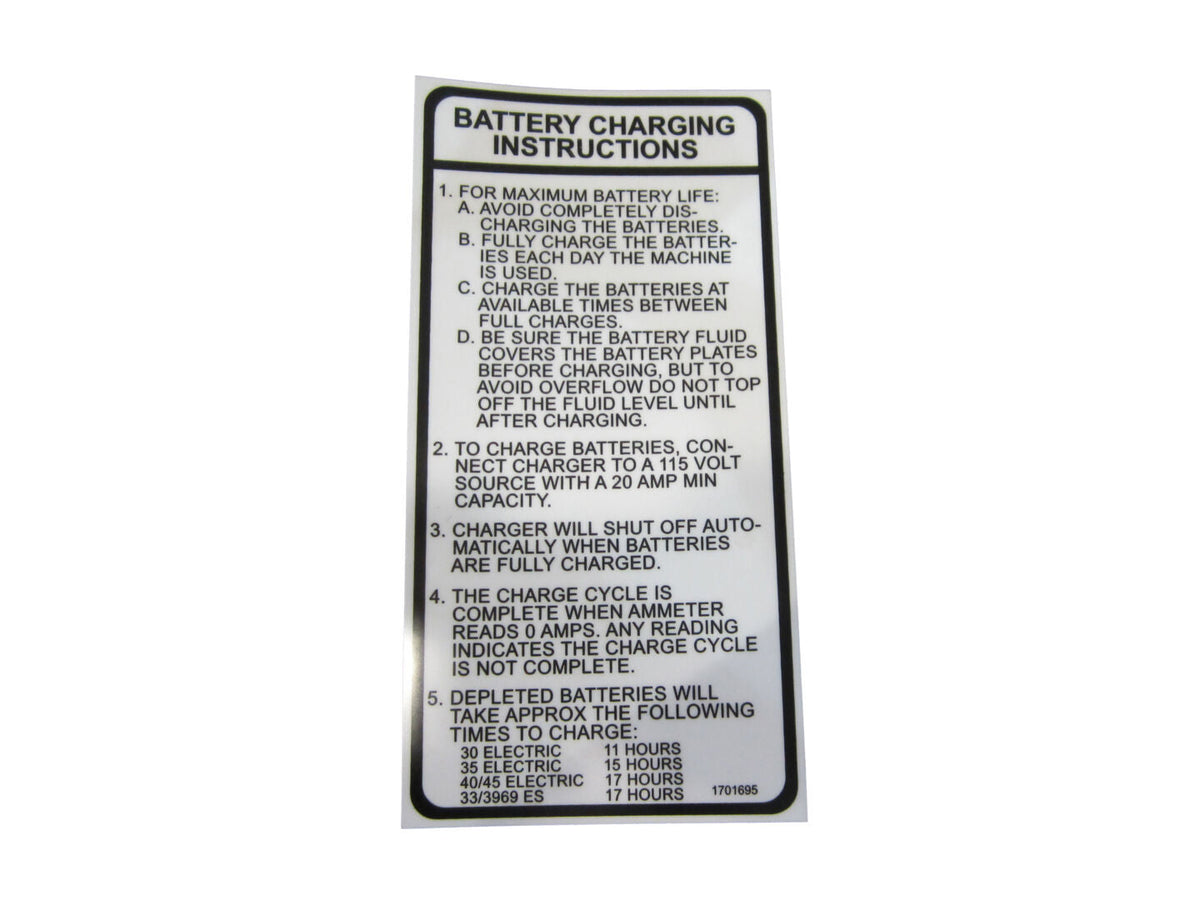 BATTERY CHARGING
INSTRUCTIONS
1. FOR MAXIMUM BATTERY LIFE:
A. AVOID COMPLETELY DIS-
CHARGING THE BATTERIES.
B. FULLY CHARGE THE BATTER-
IES EACH DAY THE MACHINE
IS USED.
C. CHARGE THE BATTERIES AT
AVAILABLE TIMES BETWEEN
FULL CHARGES.
D. BE SURE THE BATTERY FLUID
COVERS THE BATTERY PLATES
BEFORE CHARGING, BUT TO
AVOID OVERFLOW DO NOT TOP
OFF THE FLUID LEVEL UNTIL
AFTER CHARGING.
2. TO CHARGE BATTERIES, CON-
NECT CHARGER TO A 115 VOLT
SOURCE WITH A 20 AMP MIN
CAPACITY.
3. CHARGER WILL SHUT OFF AUTO-
MATICALLY WHEN BATTERIES
ARE FULLY CHARGED.
4. THE CHARGE CYCLE IS
COMPLETE WHEN AMMETER
READS 0 AMPS. ANY READING
INDICATES THE CHARGE CYCLE
IS NOT COMPLETE.
5. DEPLETED BATTERIES WILL
TAKE APPROX THE FOLLOWING
TIMES TO CHARGE:
30 ELECTRIC 11 HOURS
35 ELECTRIC 15 HOURS
40/45 ELECTRIC 17 HOURS
33/3969 ES 17 HOURS 1701695